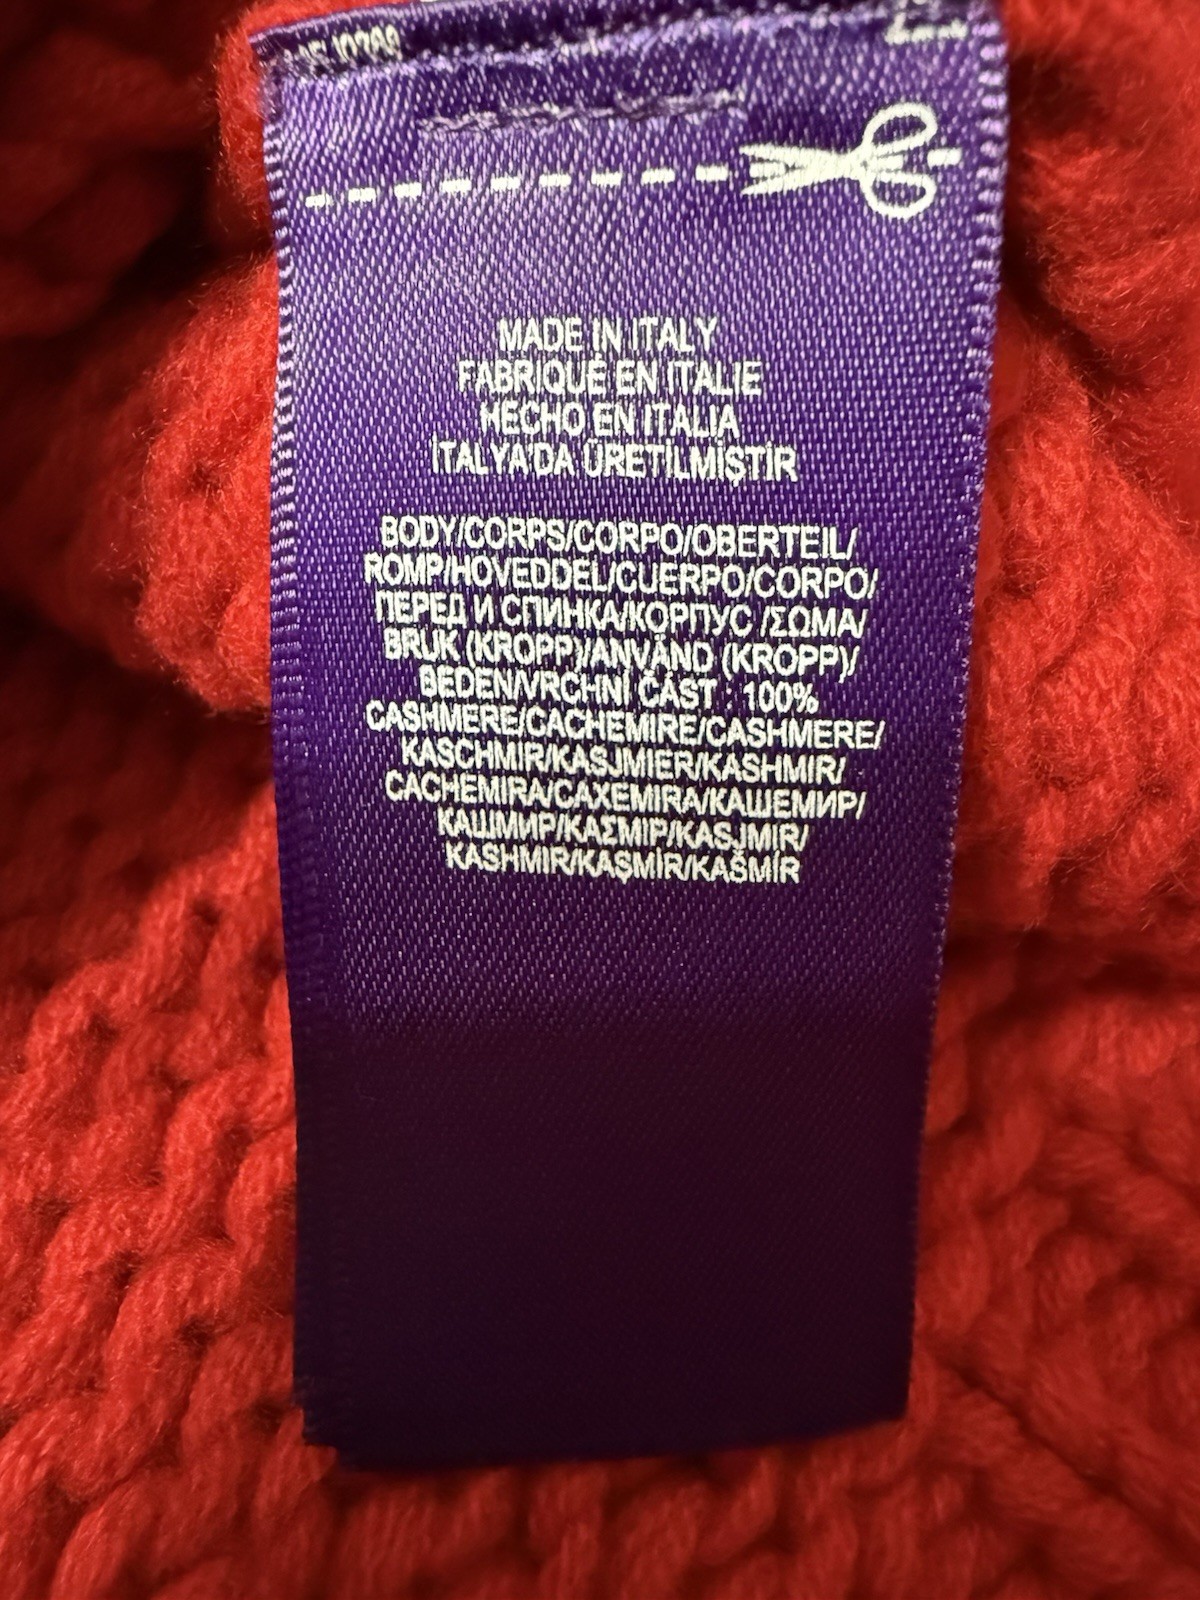 MADE IN ITALY
FABRIQUÉ EN ITALIE
HECHO EN ITALIA
İTALYA'DA ÜRETİLMİŞTİR
BODY/CORPS/CORPO/OBERTEIL/
ROMP/HOVEDDEL/CUERPO/CORPO/
ПЕРЕД И СПИНКА/КОРПУС /ΣΩΜΑ/
BRUK (KROPP)/ANVÄND (KROPP)/
BEDEN/VRCHNÍ ČÁST : 100%
CASHMERE/CACHEMIRE/CASHMERE/
KASCHMIR/KASJMIER/KASHMIR/
CACHEMIRA/CAXEMIRA/КАШЕМИР/
КАШМИР/ΚΑΣΜΙΡ/KASJMIR/
KASHMIR/KAŞMİR/KAŠMÍR